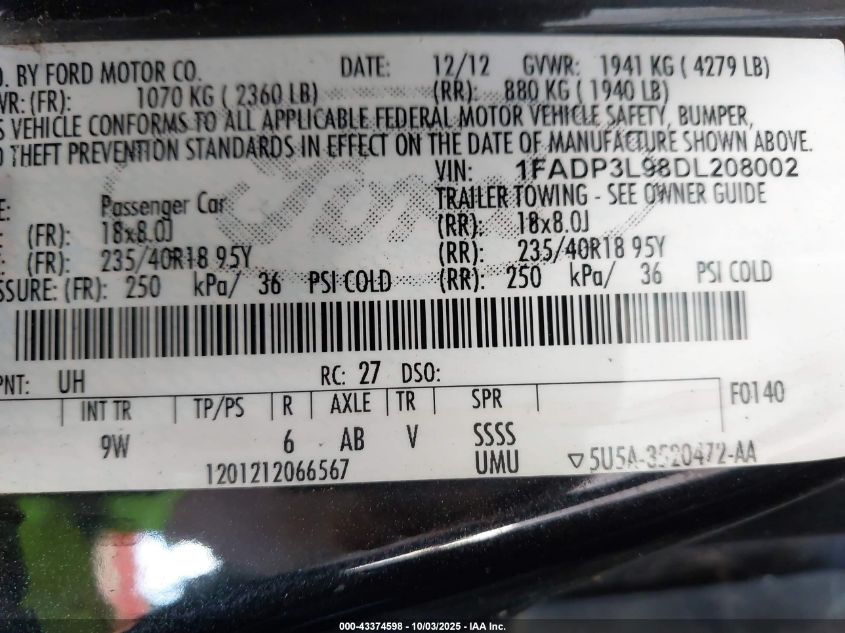 D. BY FORD MOTOR CO. DATE: 12/12 GVWR: 1941 KG ( 4279 LB)
WR: (FR): 1070 KG ( 2360 LB) (RR): 880 KG ( 1940 LB)
S VEHICLE CONFORMS TO ALL APPLICABLE FEDERAL MOTOR VEHICLE SAFETY, BUMPER,
D THEFT PREVENTION STANDARDS IN EFFECT ON THE DATE OF MANUFACTURE SHOWN ABOVE.
VIN: 1FADP3L98DL208002
E: Passenger Car TRAILER TOWING - SEE OWNER GUIDE
(FR): 18x8.0J (RR): 18x8.0J
(FR): 235/40R18 95Y (RR): 235/40R18 95Y
SSURE: (FR): 250 kPa/ 36 PSI COLD (RR): 250 kPa/ 36 PSI COLD
Ford
PNT: UH RC: 27 DSO:
INT TR TP/PS R AXLE TR SPR F0140
9W 6 AB V SSSS
1201212066567 UMU ▽5U5A-3520472-AA
000-43374598 - 10/03/2025 - IAA Inc.